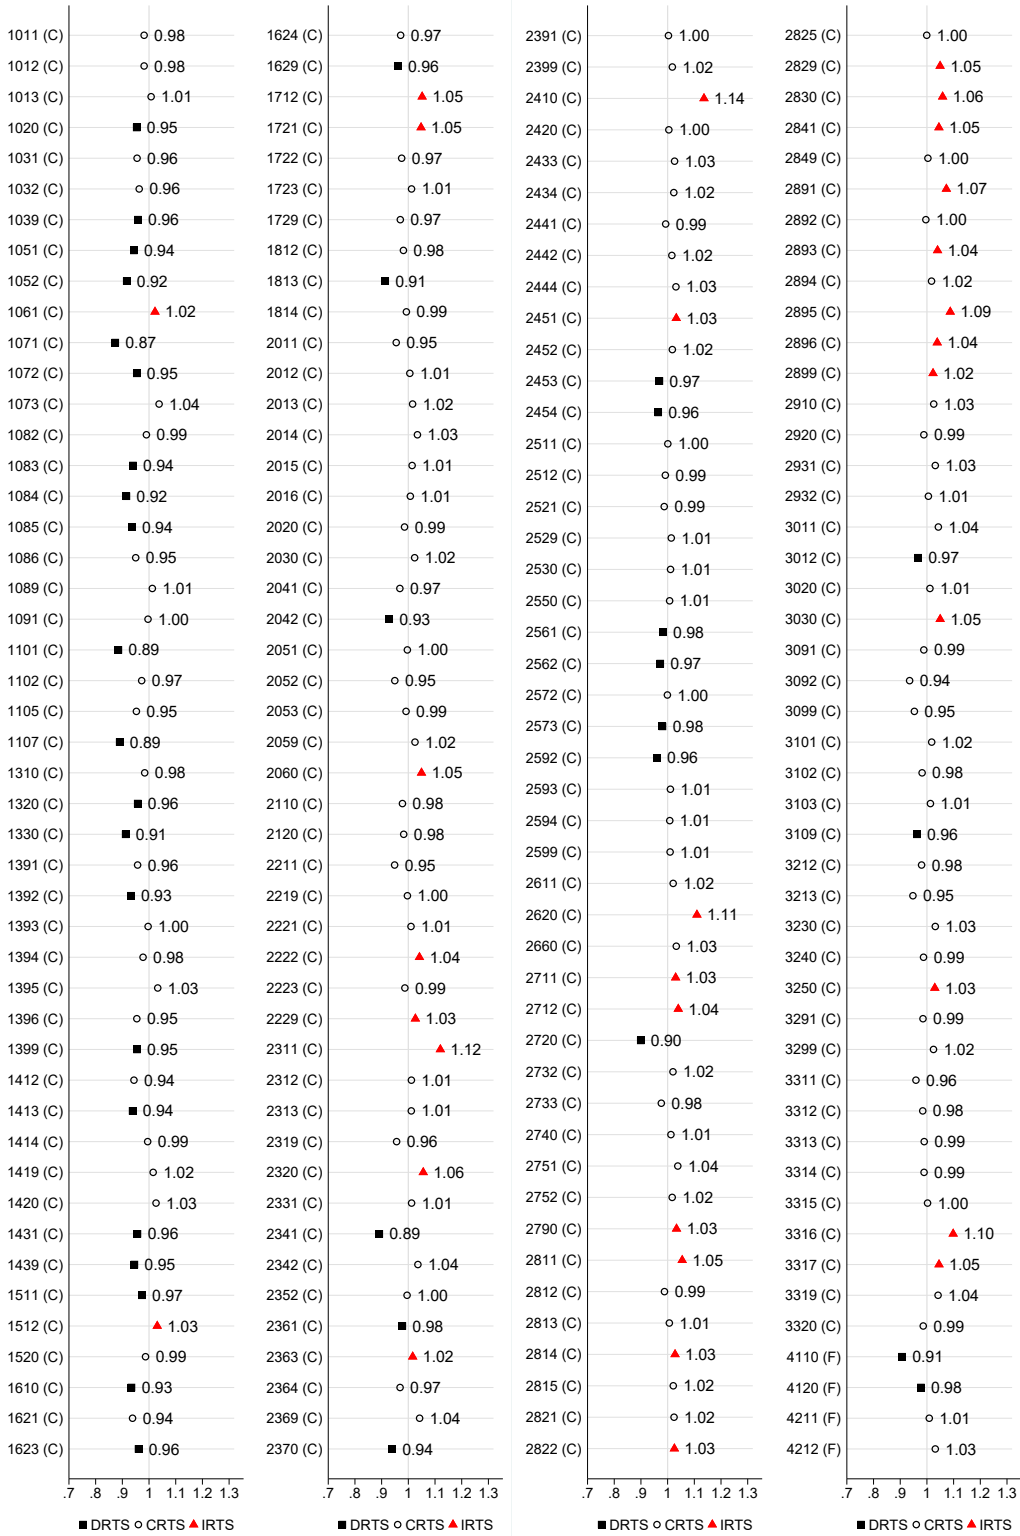 1011 (C) 0.98
1012 (C) 0.98
1013 (C) 1.01
1020 (C) 0.95
1031 (C) 0.96
1032 (C) 0.96
1039 (C) 0.96
1051 (C) 0.94
1052 (C) 0.92
1061 (C) 1.02
1071 (C) 0.87
1072 (C) 0.95
1073 (C) 1.04
1082 (C) 0.99
1083 (C) 0.94
1084 (C) 0.92
1085 (C) 0.94
1086 (C) 0.95
1089 (C) 1.01
1091 (C) 1.00
1101 (C) 0.89
1102 (C) 0.97
1105 (C) 0.95
1107 (C) 0.89
1310 (C) 0.98
1320 (C) 0.96
1330 (C) 0.91
1391 (C) 0.96
1392 (C) 0.93
1393 (C) 1.00
1394 (C) 0.98
1395 (C) 1.03
1396 (C) 0.95
1399 (C) 0.95
1412 (C) 0.94
1413 (C) 0.94
1414 (C) 0.99
1419 (C) 1.02
1420 (C) 1.03
1431 (C) 0.96
1439 (C) 0.95
1511 (C) 0.97
1512 (C) 1.03
1520 (C) 0.99
1610 (C) 0.93
1621 (C) 0.94
1623 (C) 0.96
.7 .8 .9 1 1.1 1.2 1.3
DRTS CRTS IRTS
1624 (C) 0.97
1629 (C) 0.96
1712 (C) 1.05
1721 (C) 1.05
1722 (C) 0.97
1723 (C) 1.01
1729 (C) 0.97
1812 (C) 0.98
1813 (C) 0.91
1814 (C) 0.99
2011 (C) 0.95
2012 (C) 1.01
2013 (C) 1.02
2014 (C) 1.03
2015 (C) 1.01
2016 (C) 1.01
2020 (C) 0.99
2030 (C) 1.02
2041 (C) 0.97
2042 (C) 0.93
2051 (C) 1.00
2052 (C) 0.95
2053 (C) 0.99
2059 (C) 1.02
2060 (C) 1.05
2110 (C) 0.98
2120 (C) 0.98
2211 (C) 0.95
2219 (C) 1.00
2221 (C) 1.01
2222 (C) 1.04
2223 (C) 0.99
2229 (C) 1.03
2311 (C) 1.12
2312 (C) 1.01
2313 (C) 1.01
2319 (C) 0.96
2320 (C) 1.06
2331 (C) 1.01
2341 (C) 0.89
2342 (C) 1.04
2352 (C) 1.00
2361 (C) 0.98
2363 (C) 1.02
2364 (C) 0.97
2369 (C) 1.04
2370 (C) 0.94
.7 .8 .9 1 1.1 1.2 1.3
DRTS CRTS IRTS
2391 (C) 1.00
2399 (C) 1.02
2410 (C) 1.14
2420 (C) 1.00
2433 (C) 1.03
2434 (C) 1.02
2441 (C) 0.99
2442 (C) 1.02
2444 (C) 1.03
2451 (C) 1.03
2452 (C) 1.02
2453 (C) 0.97
2454 (C) 0.96
2511 (C) 1.00
2512 (C) 0.99
2521 (C) 0.99
2529 (C) 1.01
2530 (C) 1.01
2550 (C) 1.01
2561 (C) 0.98
2562 (C) 0.97
2572 (C) 1.00
2573 (C) 0.98
2592 (C) 0.96
2593 (C) 1.01
2594 (C) 1.01
2599 (C) 1.01
2611 (C) 1.02
2620 (C) 1.11
2660 (C) 1.03
2711 (C) 1.03
2712 (C) 1.04
2720 (C) 0.90
2732 (C) 1.02
2733 (C) 0.98
2740 (C) 1.01
2751 (C) 1.04
2752 (C) 1.02
2790 (C) 1.03
2811 (C) 1.05
2812 (C) 0.99
2813 (C) 1.01
2814 (C) 1.03
2815 (C) 1.02
2821 (C) 1.02
2822 (C) 1.03
.7 .8 .9 1 1.1 1.2 1.3
DRTS CRTS IRTS
2825 (C) 1.00
2829 (C) 1.05
2830 (C) 1.06
2841 (C) 1.05
2849 (C) 1.00
2891 (C) 1.07
2892 (C) 1.00
2893 (C) 1.04
2894 (C) 1.02
2895 (C) 1.09
2896 (C) 1.04
2899 (C) 1.02
2910 (C) 1.03
2920 (C) 0.99
2931 (C) 1.03
2932 (C) 1.01
3011 (C) 1.04
3012 (C) 0.97
3020 (C) 1.01
3030 (C) 1.05
3091 (C) 0.99
3092 (C) 0.94
3099 (C) 0.95
3101 (C) 1.02
3102 (C) 0.98
3103 (C) 1.01
3109 (C) 0.96
3212 (C) 0.98
3213 (C) 0.95
3230 (C) 1.03
3240 (C) 0.99
3250 (C) 1.03
3291 (C) 0.99
3299 (C) 1.02
3311 (C) 0.96
3312 (C) 0.98
3313 (C) 0.99
3314 (C) 0.99
3315 (C) 1.00
3316 (C) 1.10
3317 (C) 1.05
3319 (C) 1.04
3320 (C) 0.99
4110 (F) 0.91
4120 (F) 0.98
4211 (F) 1.01
4212 (F) 1.03
.7 .8 .9 1 1.1 1.2 1.3
DRTS CRTS IRTS